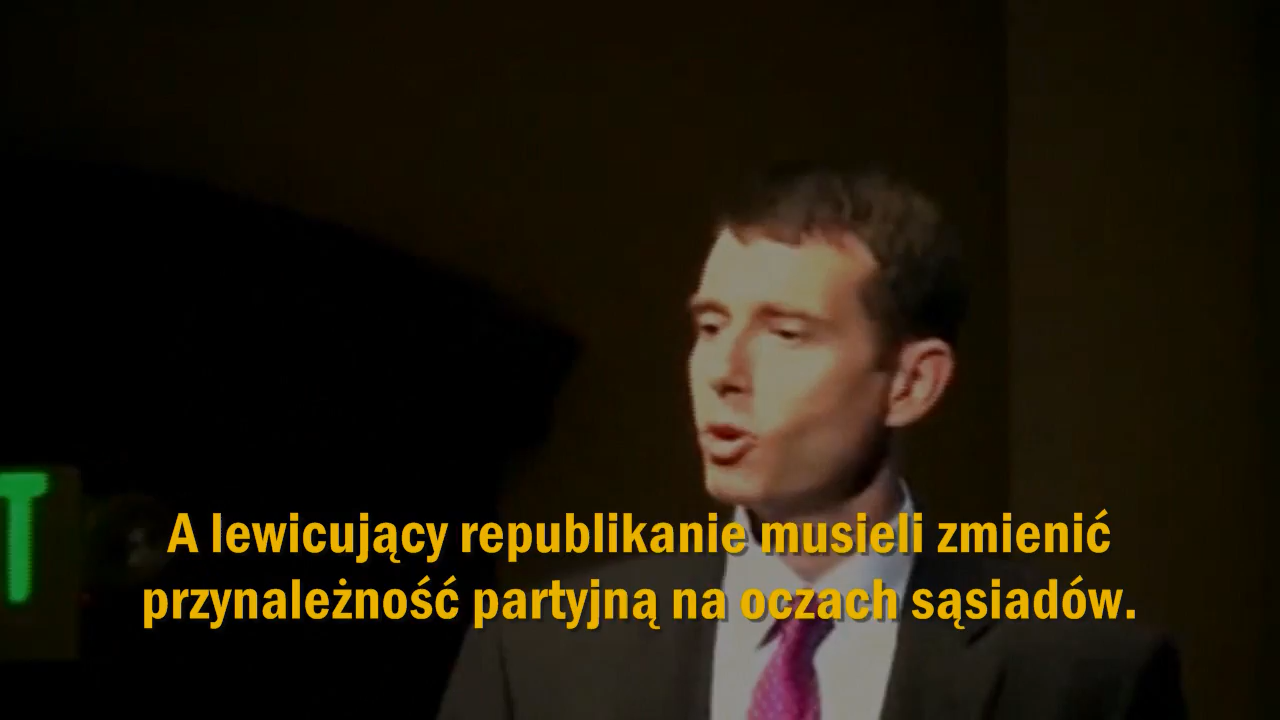 T
A lewicujący republikanie musieli zmienić
przynależność partyjną na oczach sąsiadów.